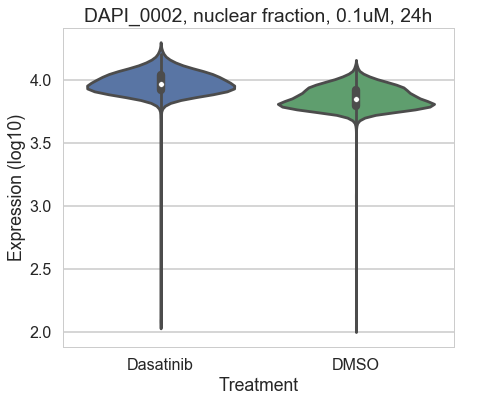 DAPI_0002, nuclear fraction, 0.1uM, 24h
Expression (log10)
4.0
3.5
3.0
2.5
2.0
Dasatinib DMSO
Treatment